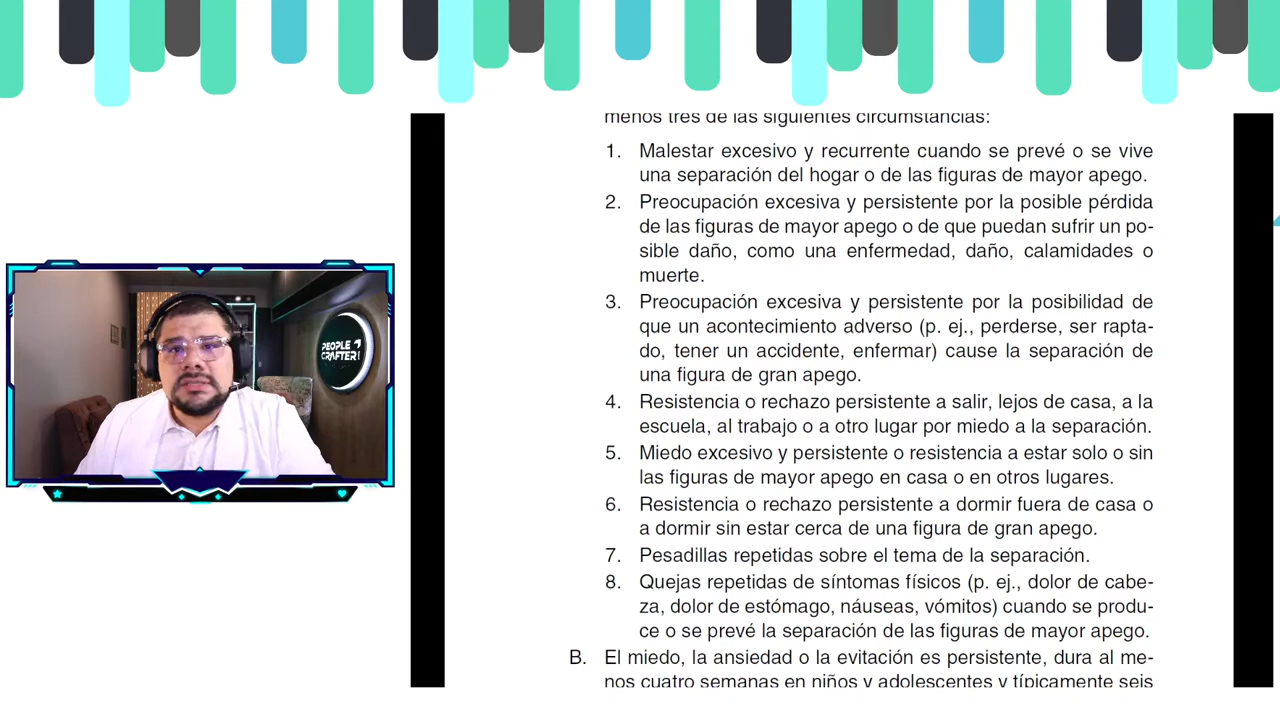 menos tres de las siguientes circumstancias:
1. Malestar excesivo y recurrente cuando se prevé o se vive
una separación del hogar o de las figuras de mayor apego.
2. Preocupación excesiva y persistente por la posible pérdida
de las figuras de mayor apego o de que puedan sufrir un po-
sible daño, como una enfermedad, daño, calamidades o
muerte.
3. Preocupación excesiva y persistente por la posibilidad de
que un acontecimiento adverso (p. ej., perderse, ser rapta-
do, tener un accidente, enfermar) cause la separación de
una figura de gran apego.
4. Resistencia o rechazo persistente a salir, lejos de casa, a la
escuela, al trabajo o a otro lugar por miedo a la separación.
5. Miedo excesivo y persistente o resistencia a estar solo o sin
las figuras de mayor apego en casa o en otros lugares.
6. Resistencia o rechazo persistente a dormir fuera de casa o
a dormir sin estar cerca de una figura de gran apego.
7. Pesadillas repetidas sobre el tema de la separación.
8. Quejas repetidas de síntomas físicos (p. ej., dolor de cabe-
za, dolor de estómago, náuseas, vómitos) cuando se produ-
ce o se prevé la separación de las figuras de mayor apego.
B. El miedo, la ansiedad o la evitación es persistente, dura al me-
nos cuatro semanas en niños y adolescentes y típicamente seis
PEOPLE
CRAFTER!